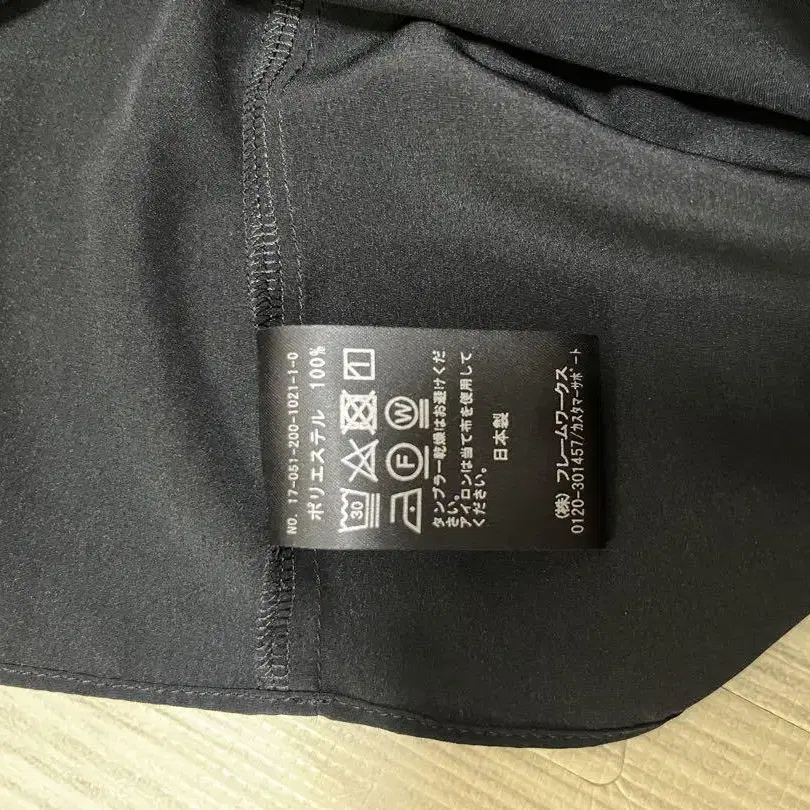 NO. 17-051-200-1021-1-0
ポリエステル 100%
30
F W
タンブラー乾燥はお避けくだ
さい。
アイロンは当て布を使用して
ください。
日本製
(株) フレームワークス
0120-301457/カスタマーサポート